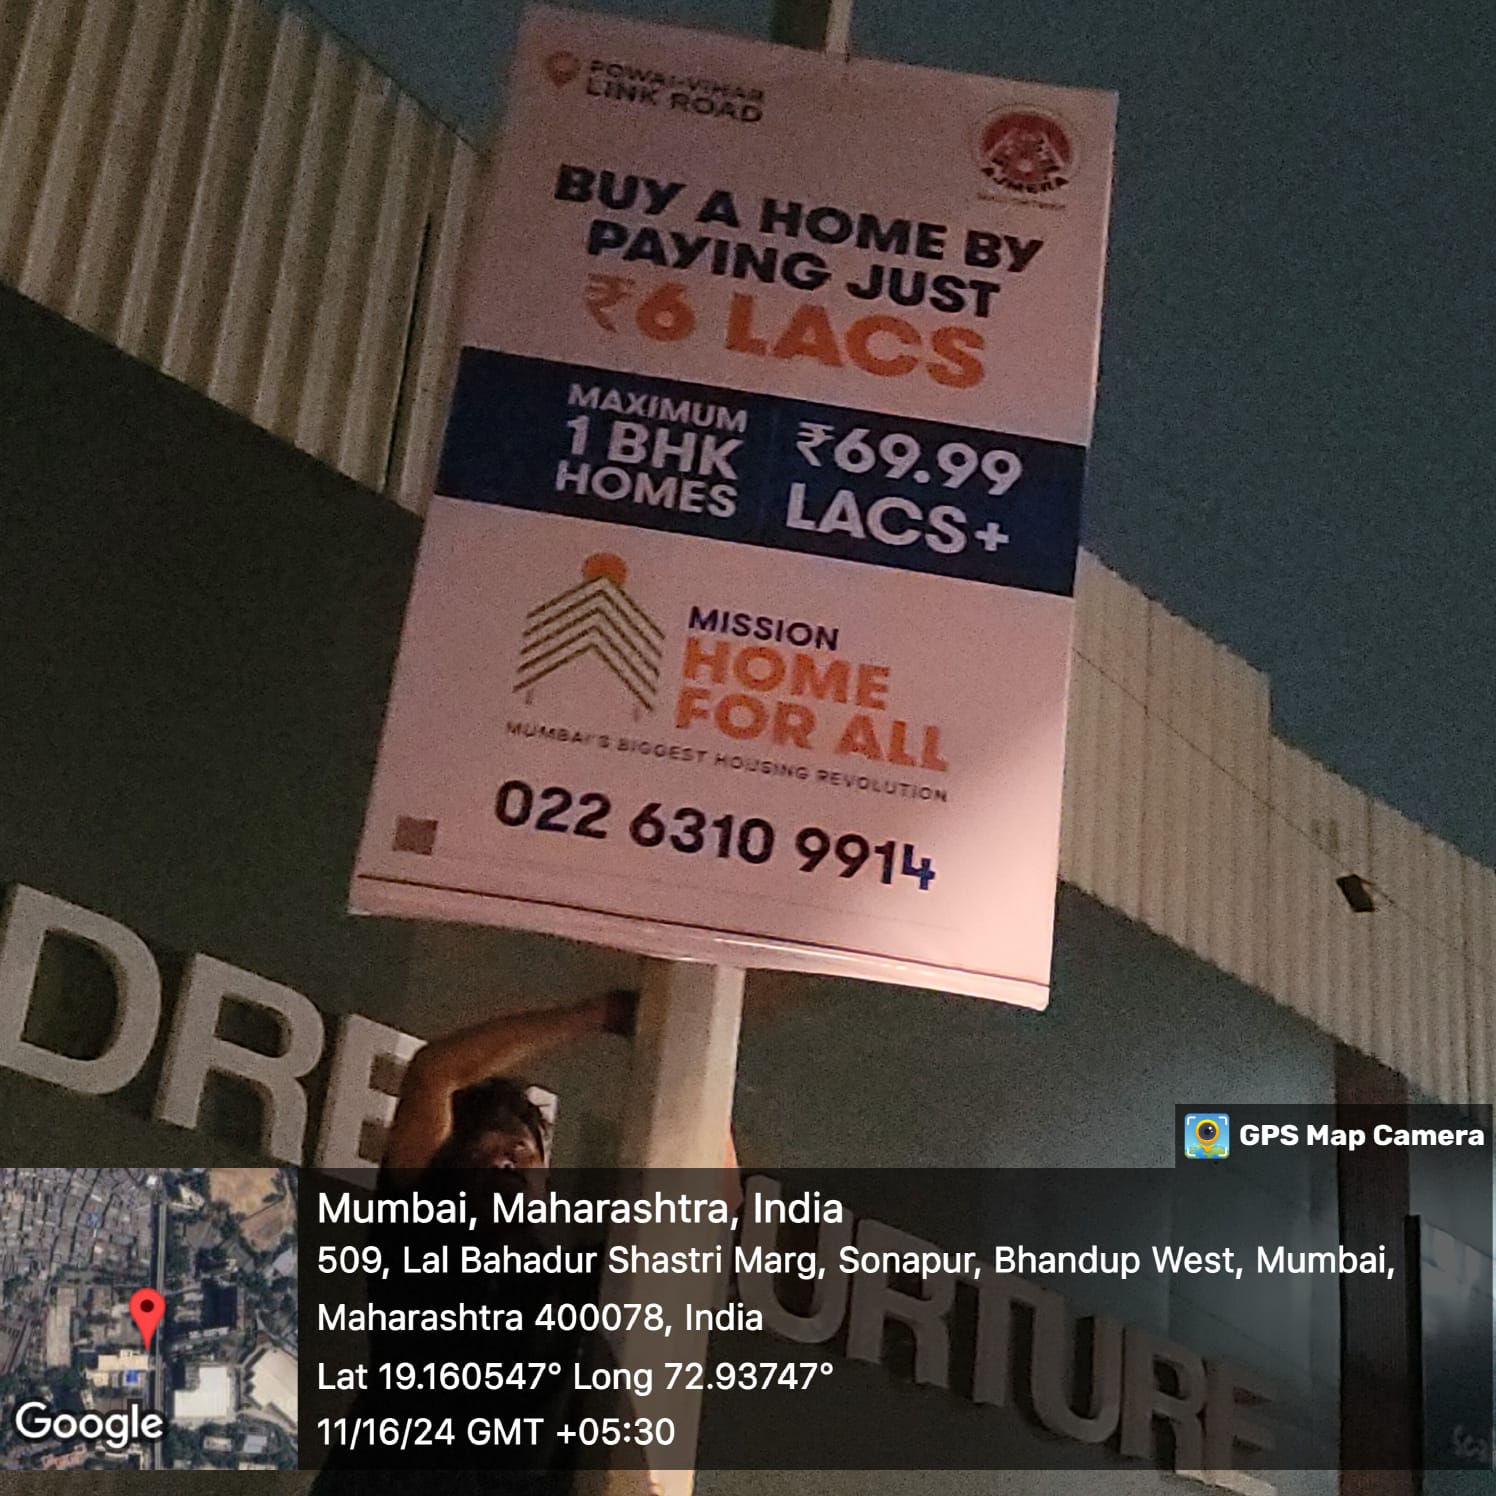 POWAI-VIHAR
LINK ROAD
AJMERA
BUY A HOME BY
PAYING JUST
₹6 LACS
MAXIMUM
1 BHK
HOMES
₹69.99
LACS+
MISSION
HOME
FOR ALL
MUMBAI'S BIGGEST HOUSING REVOLUTION
022 6310 9914
DRE
URTURE
GPS Map Camera
Mumbai, Maharashtra, India
509, Lal Bahadur Shastri Marg, Sonapur, Bhandup West, Mumbai,
Maharashtra 400078, India
Lat 19.160547° Long 72.93747°
11/16/24 GMT +05:30
Google